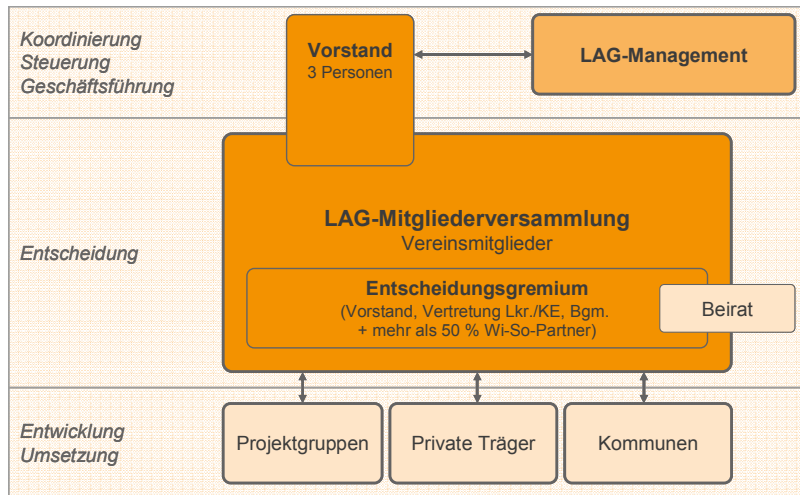 Koordinierung
Steuerung
Geschäftsführung
Vorstand
3 Personen
LAG-Management
Entscheidung
LAG-Mitgliederversammlung
Vereinsmitglieder
Entscheidungsgremium
(Vorstand, Vertretung Lkr./KE, Bgm.
+ mehr als 50 % Wi-So-Partner)
Beirat
Entwicklung
Umsetzung
Projektgruppen
Private Träger
Kommunen